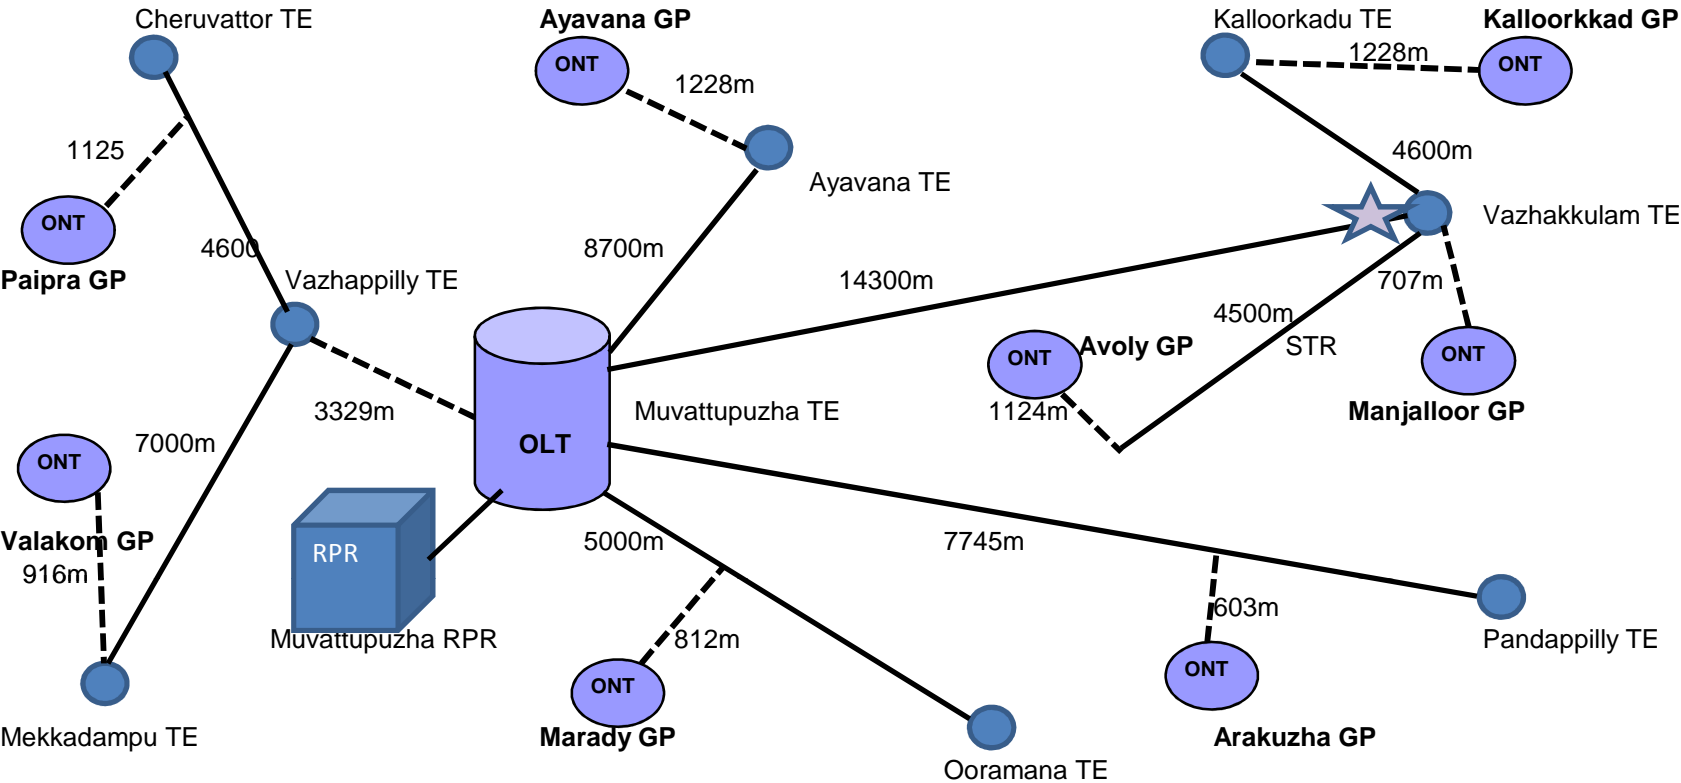 Cheruvattor TE
Ayavana GP
Kalloorkadu TE
Kalloorkkad GP
ONT
1228m
1228m
ONT
1125
Ayavana TE
4600m
ONT
Vazhakkulam TE
4600
8700m
Paipra GP
Vazhappilly TE
14300m
707m
4500m
Avoly GP
STR
ONT
ONT
3329m
Muvattupuzha TE
1124m
Manjalloor GP
7000m
OLT
ONT
Valakom GP
RPR
5000m
7745m
916m
603m
Muvattupuzha RPR
812m
Pandappilly TE
ONT
ONT
Mekkadampu TE
Marady GP
Arakuzha GP
Ooramana TE